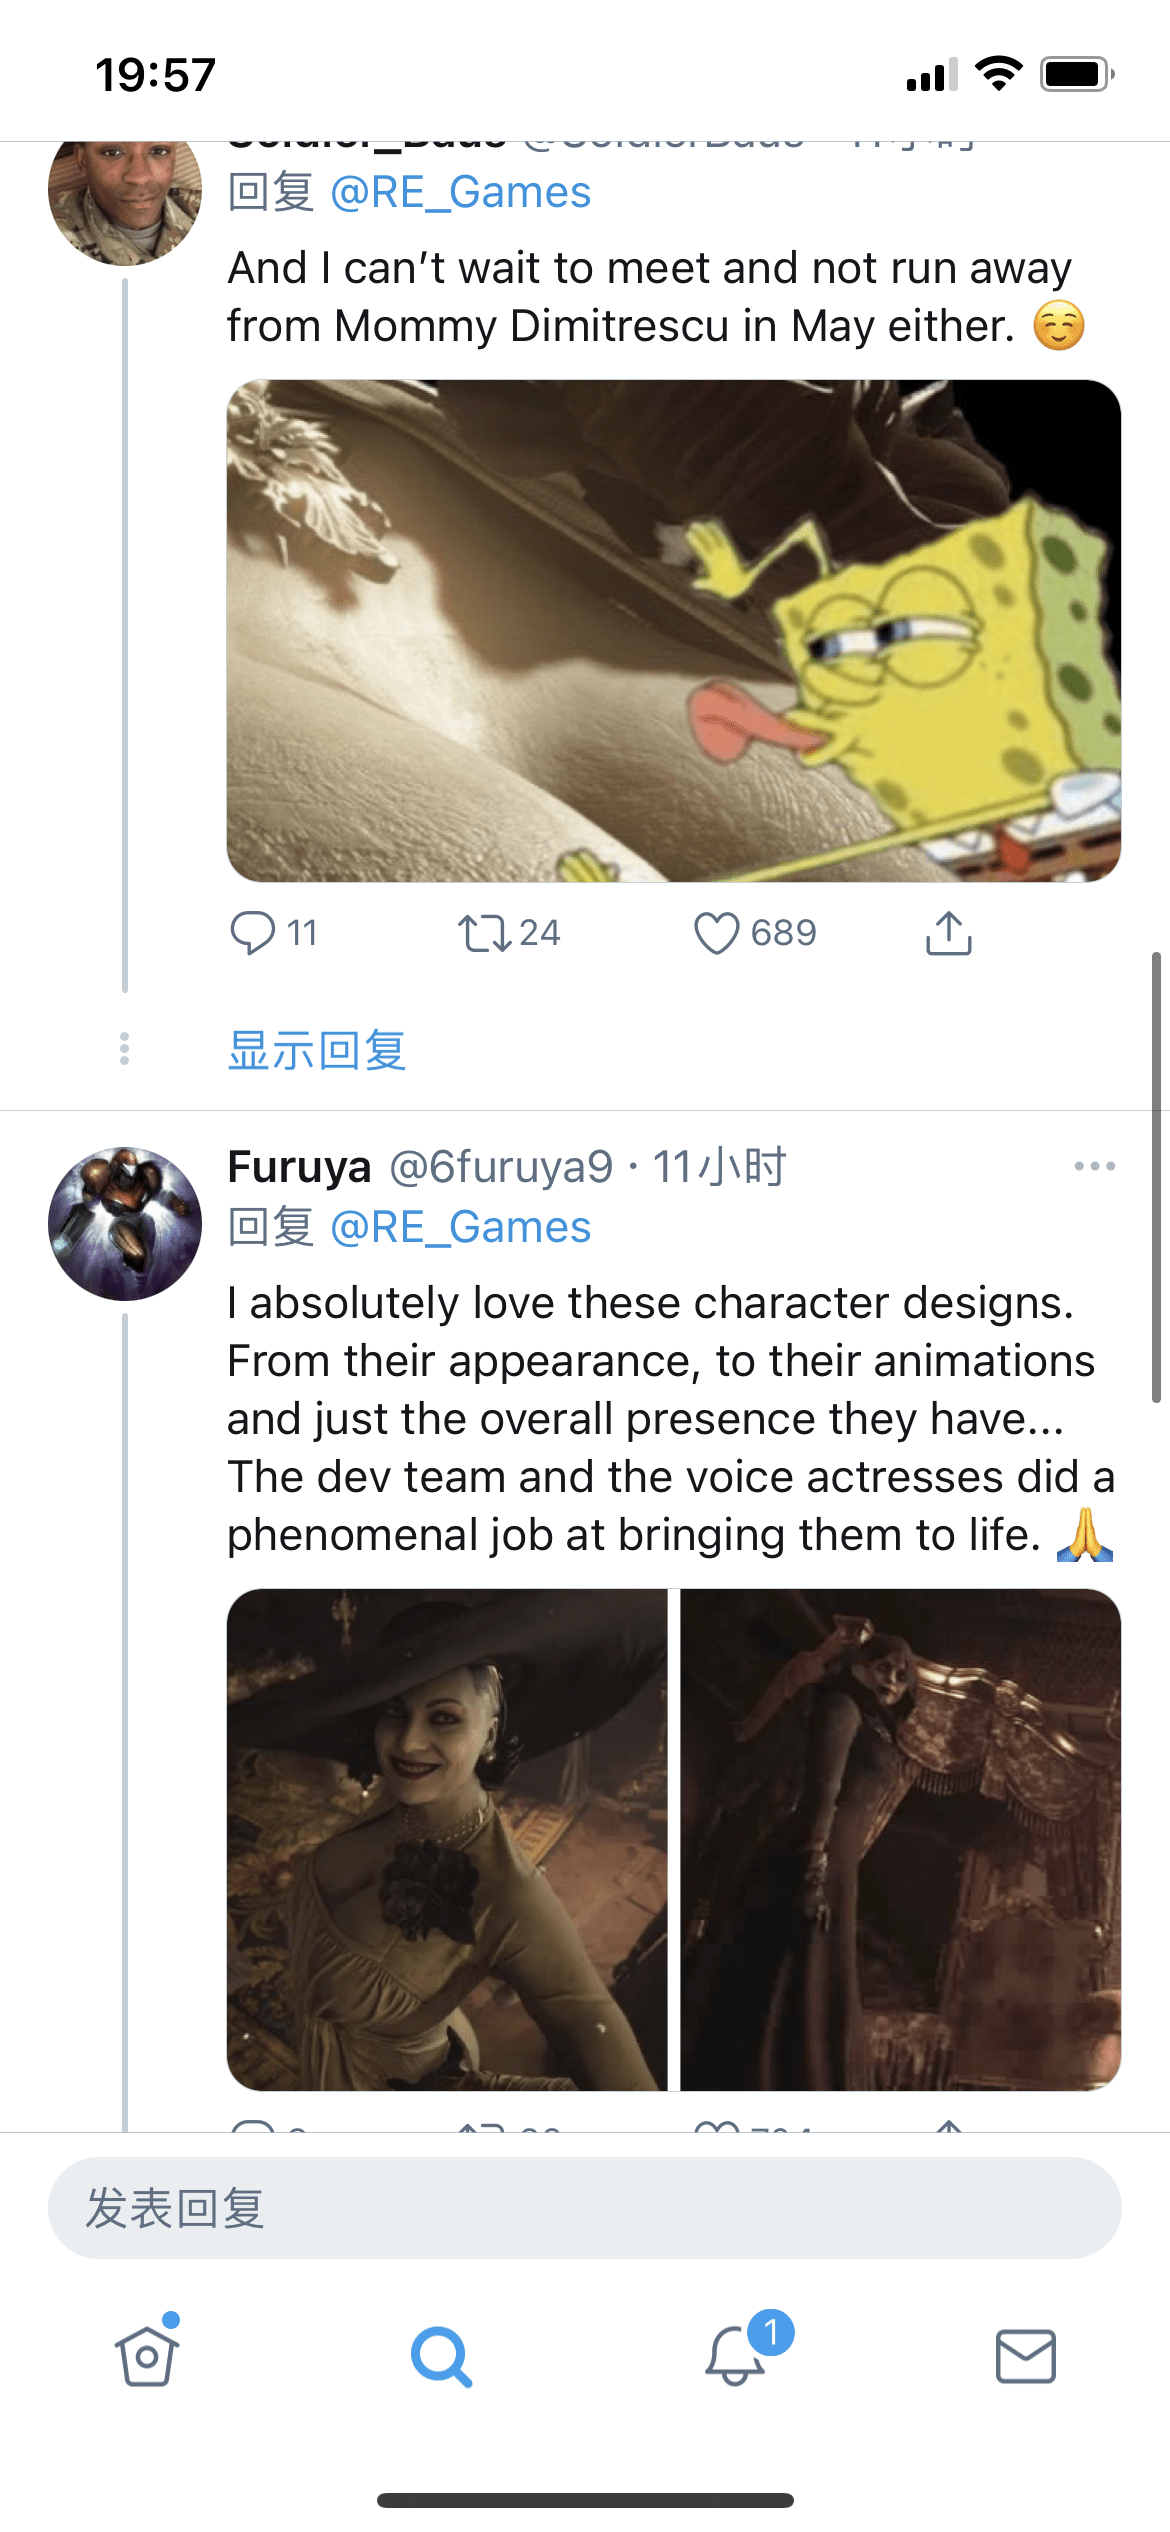 19:57
回复 @RE_Games
And I can’t wait to meet and not run away
from Mommy Dimitrescu in May either. ☺️
11 24 689
显示回复
Furuya @6furuya9 · 11小时
回复 @RE_Games
I absolutely love these character designs.
From their appearance, to their animations
and just the overall presence they have...
The dev team and the voice actresses did a
phenomenal job at bringing them to life. 🙏
发表回复
1